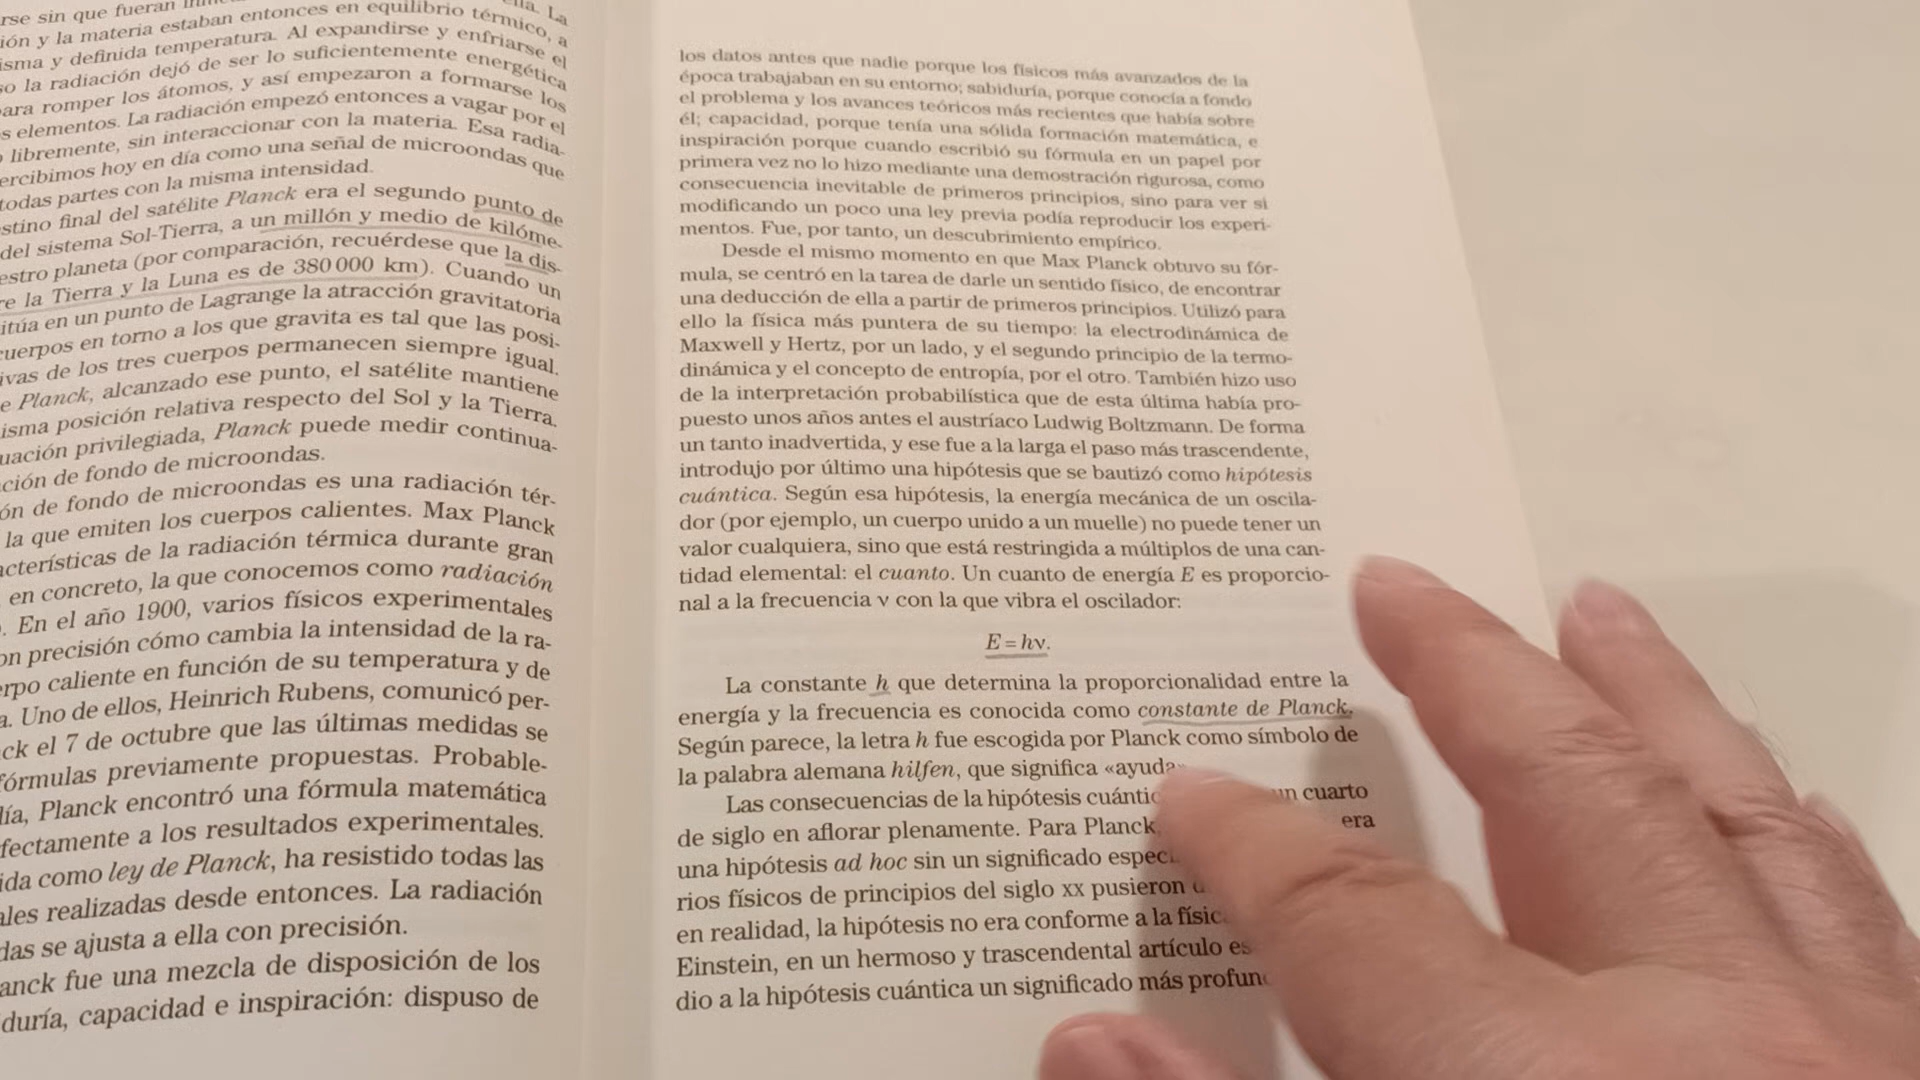 rse sin que fueran
ión y la materia estaban entonces en equilibrio térmico, a
isma y definida temperatura. Al expandirse y enfriarse el
so la radiación dejó de ser lo suficientemente energética
para romper los átomos, y así empezaron a formarse los
s elementos. La radiación empezó entonces a vagar por el
libremente, sin interaccionar con la materia. Esa radia-
ercibimos hoy en día como una señal de microondas que
todas partes con la misma intensidad.
stino final del satélite Planck era el segundo punto de
del sistema Sol-Tierra, a un millón y medio de kilóme-
estro planeta (por comparación, recuérdese que la dis-
re la Tierra y la Luna es de 380 000 km). Cuando un
itúa en un punto de Lagrange la atracción gravitatoria
cuerpos en torno a los que gravita es tal que las posi-
ivas de los tres cuerpos permanecen siempre igual.
e Planck, alcanzado ese punto, el satélite mantiene
isma posición relativa respecto del Sol y la Tierra.
uación privilegiada, Planck puede medir continua-
ción de fondo de microondas.
ón de fondo de microondas es una radiación tér-
la que emiten los cuerpos calientes. Max Planck
acterísticas de la radiación térmica durante gran
en concreto, la que conocemos como radiación
. En el año 1900, varios físicos experimentales
on precisión cómo cambia la intensidad de la ra-
erpo caliente en función de su temperatura y de
a. Uno de ellos, Heinrich Rubens, comunicó per-
ck el 7 de octubre que las últimas medidas se
fórmulas previamente propuestas. Probable-
día, Planck encontró una fórmula matemática
fectamente a los resultados experimentales.
ida como ley de Planck, ha resistido todas las
ales realizadas desde entonces. La radiación
das se ajusta a ella con precisión.
anck fue una mezcla de disposición de los
duría, capacidad e inspiración: dispuso de
los datos antes que nadie porque los físicos más avanzados de la
época trabajaban en su entorno; sabiduría, porque conocía a fondo
el problema y los avances teóricos más recientes que había sobre
él; capacidad, porque tenía una sólida formación matemática, e
inspiración porque cuando escribió su fórmula en un papel por
primera vez no lo hizo mediante una demostración rigurosa, como
consecuencia inevitable de primeros principios, sino para ver si
modificando un poco una ley previa podía reproducir los experi-
mentos. Fue, por tanto, un descubrimiento empírico.
Desde el mismo momento en que Max Planck obtuvo su fór-
mula, se centró en la tarea de darle un sentido físico, de encontrar
una deducción de ella a partir de primeros principios. Utilizó para
ello la física más puntera de su tiempo: la electrodinámica de
Maxwell y Hertz, por un lado, y el segundo principio de la termo-
dinámica y el concepto de entropía, por el otro. También hizo uso
de la interpretación probabilística que de esta última había pro-
puesto unos años antes el austríaco Ludwig Boltzmann. De forma
un tanto inadvertida, y ese fue a la larga el paso más trascendente,
introdujo por último una hipótesis que se bautizó como hipótesis
cuántica. Según esa hipótesis, la energía mecánica de un oscila-
dor (por ejemplo, un cuerpo unido a un muelle) no puede tener un
valor cualquiera, sino que está restringida a múltiplos de una can-
tidad elemental: el cuanto. Un cuanto de energía E es proporcio-
nal a la frecuencia ν con la que vibra el oscilador:
E = hν.
La constante h que determina la proporcionalidad entre la
energía y la frecuencia es conocida como constante de Planck.
Según parece, la letra h fue escogida por Planck como símbolo de
la palabra alemana hilfen, que significa «ayuda»
Las consecuencias de la hipótesis cuántic un cuarto
de siglo en aflorar plenamente. Para Planck, era
una hipótesis ad hoc sin un significado espec
rios físicos de principios del siglo XX pusieron
en realidad, la hipótesis no era conforme a la físic
Einstein, en un hermoso y trascendental artículo es
dio a la hipótesis cuántica un significado más profun